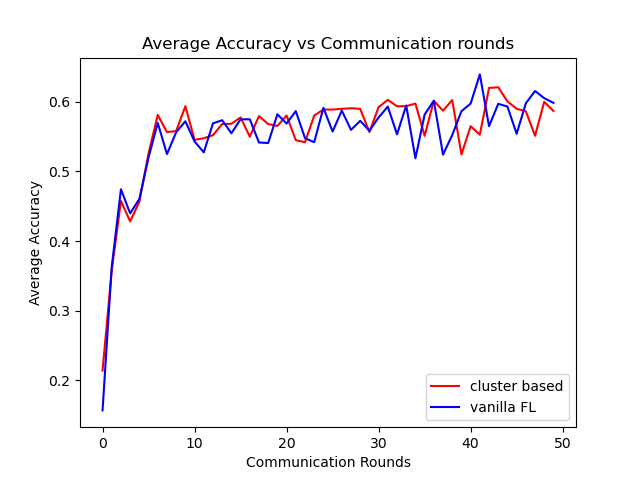 Average Accuracy vs Communication rounds
Average Accuracy
0.6
0.5
0.4
0.3
0.2
0 10 20 30 40 50
Communication Rounds
cluster based
vanilla FL